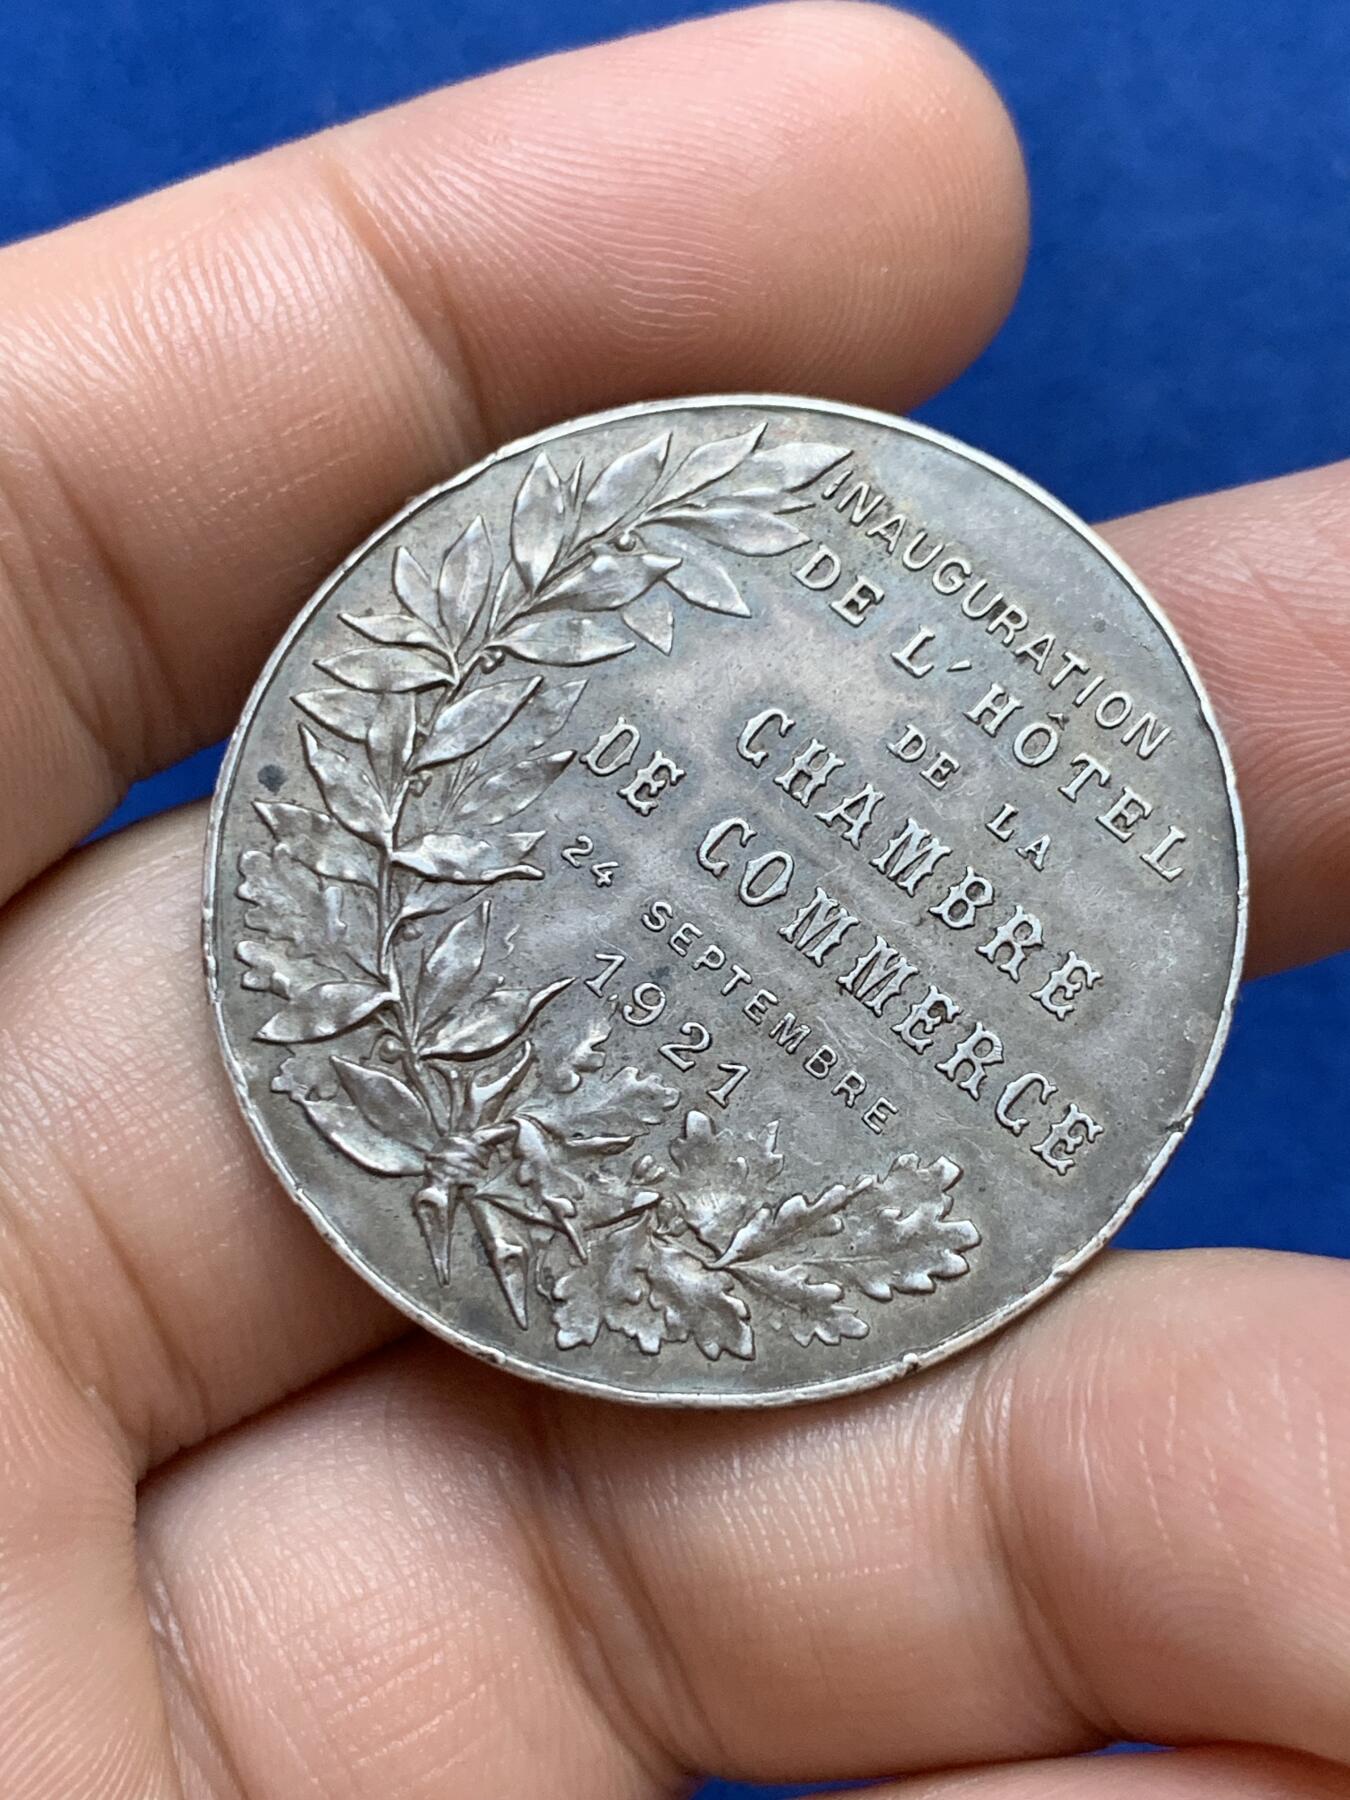 INAUGURATION
DE L'HÔTEL
DE LA
CHAMBRE
DE COMMERCE
24 SEPTEMBRE
1921